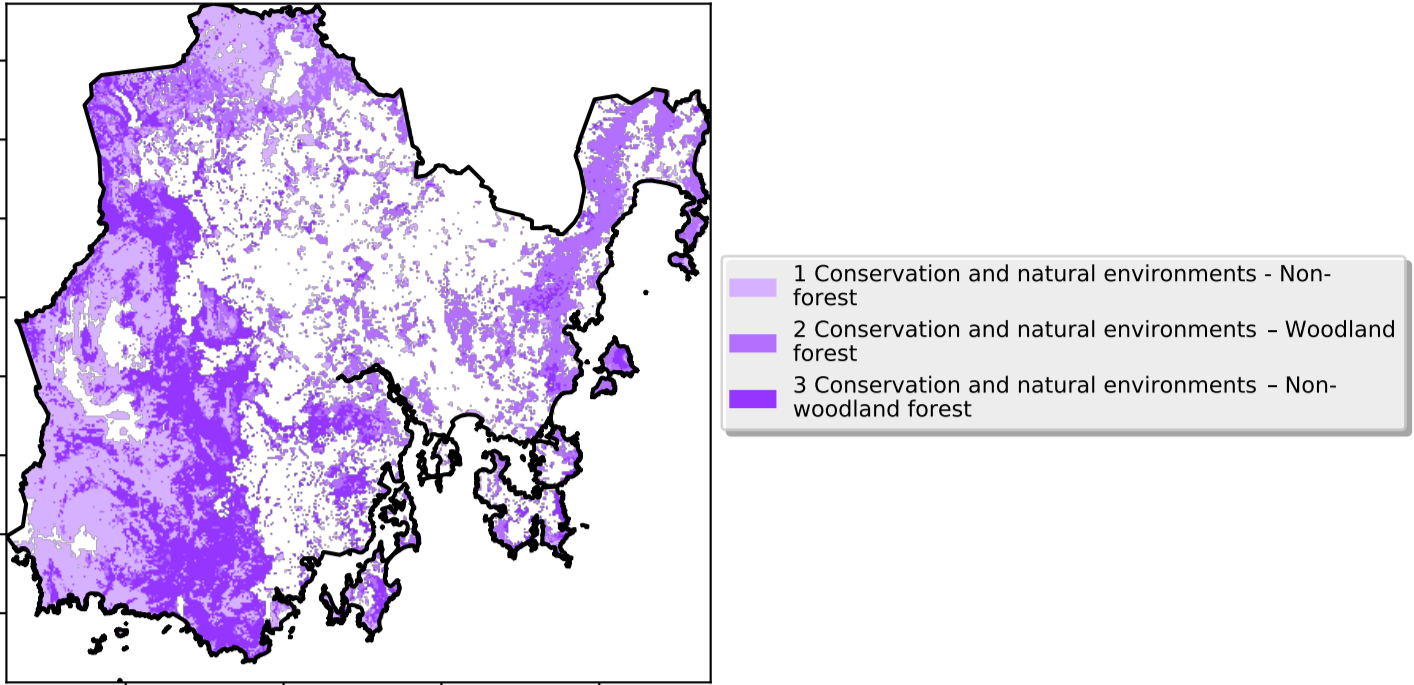 1 Conservation and natural environments - Non-
forest
2 Conservation and natural environments – Woodland
forest
3 Conservation and natural environments – Non-
woodland forest